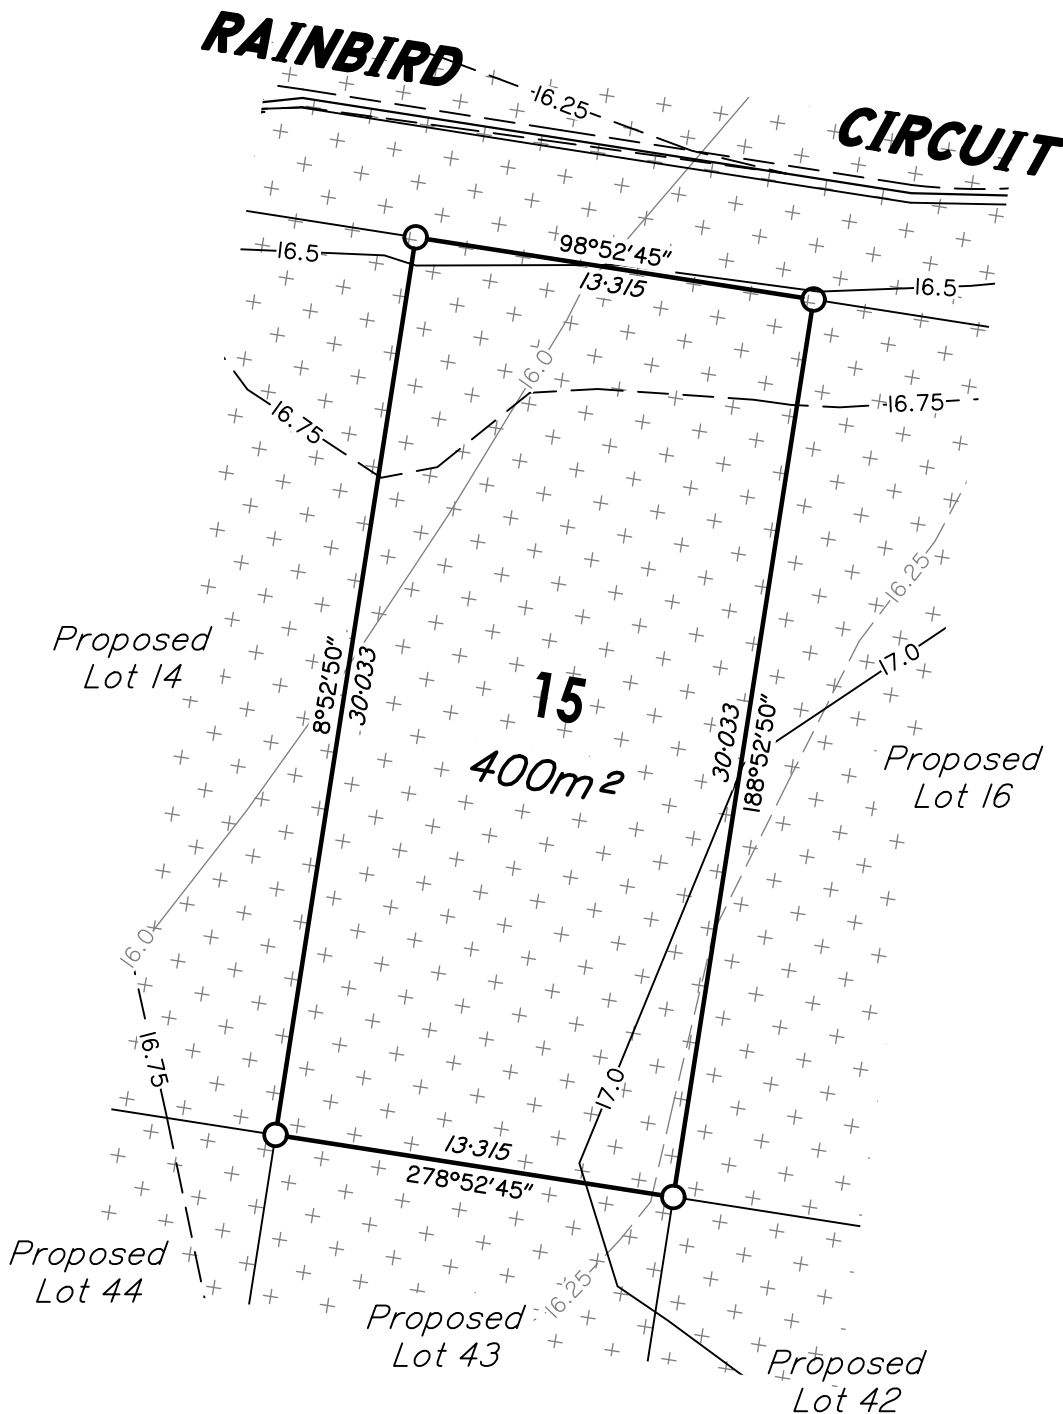 RAINBIRD
CIRCUIT
16.25
98°52'45"
13·315
16.5
16.5
16.0
16.75
16.75
16.25
17.0
Proposed
Lot 14
8°52'50"
30·033
15
400m²
30·033
188°52'50"
Proposed
Lot 16
16.0
16.75
17.0
13·315
278°52'45"
Proposed
Lot 44
16.25
Proposed
Lot 43
Proposed
Lot 42